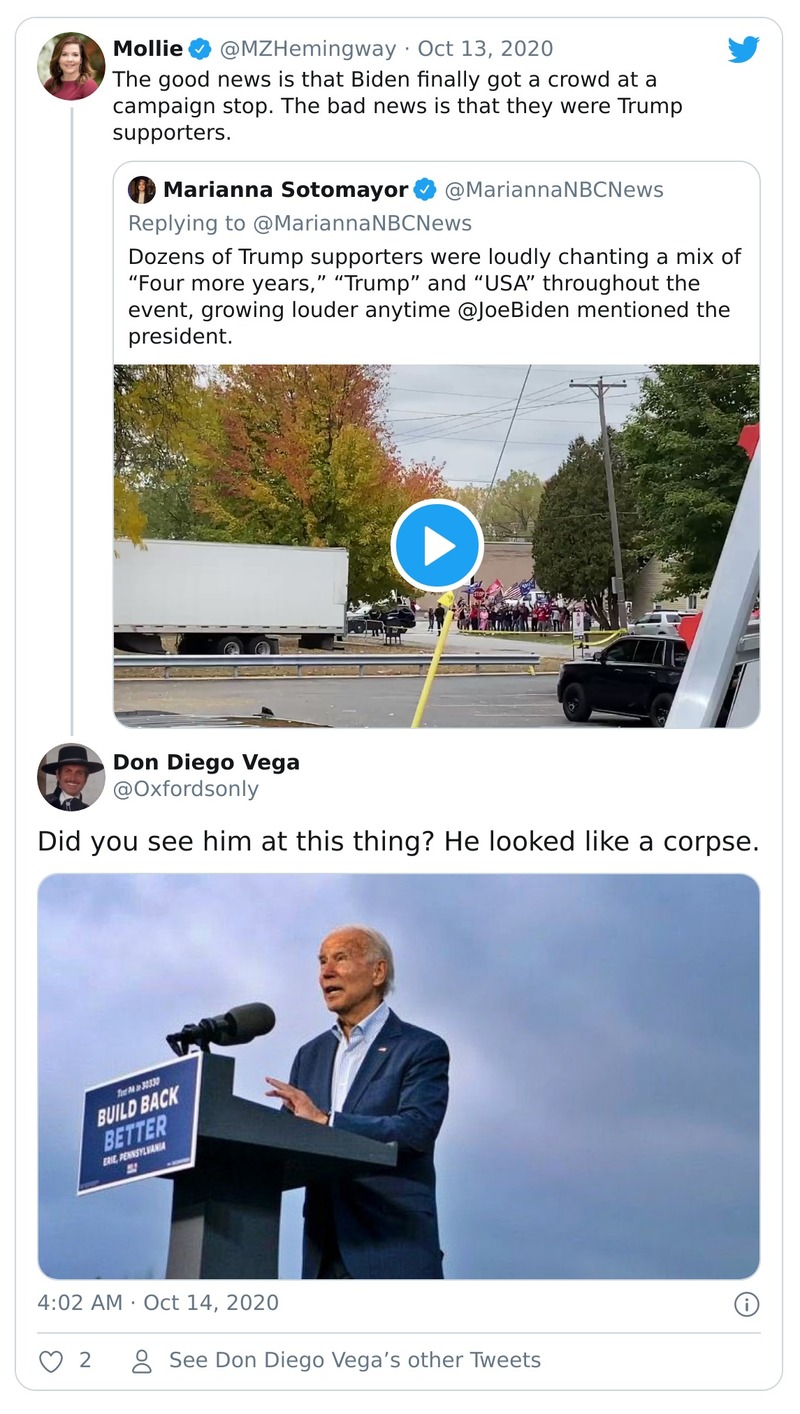 Mollie @MZHemingway · Oct 13, 2020
The good news is that Biden finally got a crowd at a
campaign stop. The bad news is that they were Trump
supporters.
Marianna Sotomayor @MariannaNBCNews
Replying to @MariannaNBCNews
Dozens of Trump supporters were loudly chanting a mix of
“Four more years,” “Trump” and “USA” throughout the
event, growing louder anytime @JoeBiden mentioned the
president.
STOP
Don Diego Vega
@Oxfordsonly
Did you see him at this thing? He looked like a corpse.
Text PA to 30330
BUILD BACK
BETTER
ERIE, PENNSYLVANIA
4:02 AM · Oct 14, 2020
2 See Don Diego Vega’s other Tweets